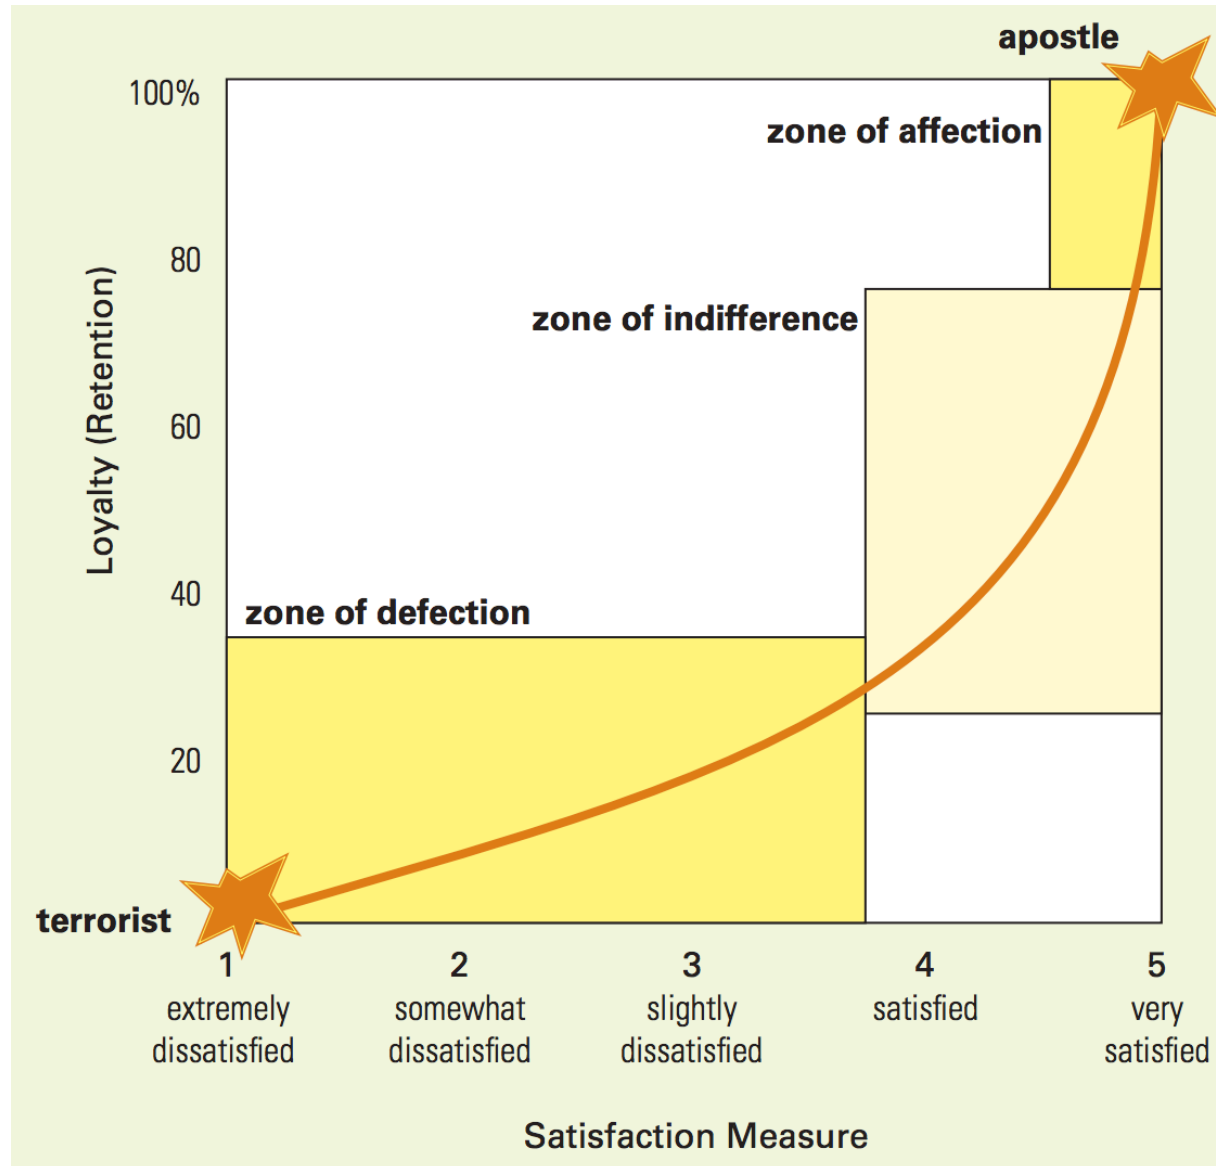 apostle
100%
zone of affection
80
zone of indifference
60
Loyalty (Retention)
40
zone of defection
20
terrorist
1
2
3
4
5
extremely
dissatisfied
somewhat
dissatisfied
slightly
dissatisfied
satisfied
very
satisfied
Satisfaction Measure